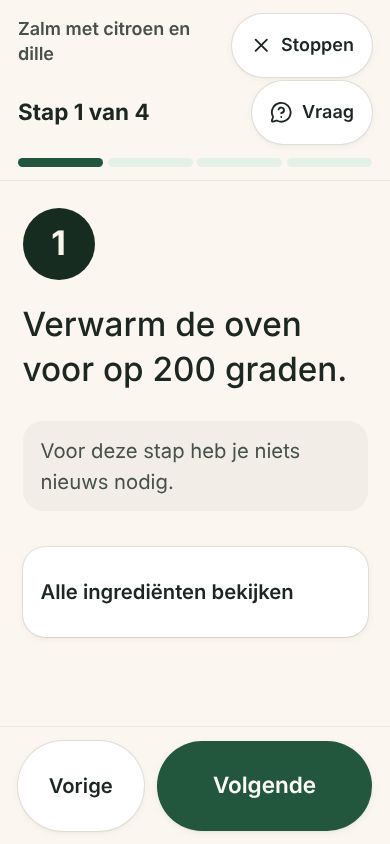 Zalm met citroen en
dille
Stoppen
Stap 1 van 4
Vraag
1
Verwarm de oven
voor op 200 graden.
Voor deze stap heb je niets
nieuws nodig.
Alle ingrediënten bekijken
Vorige
Volgende